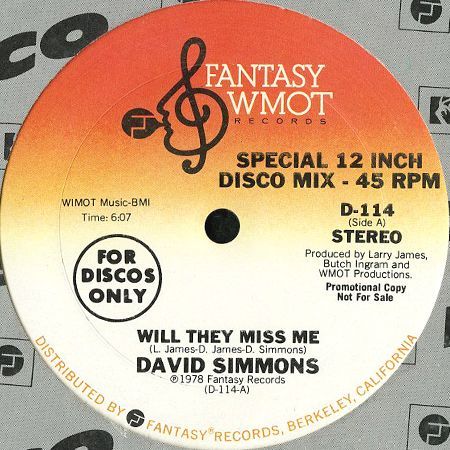 FANTASY
WMOT
RECORDS
SPECIAL 12 INCH
DISCO MIX - 45 RPM
WIMOT Music-BMI
Time: 6:07
D-114
(Side A)
STEREO
Produced by Larry James,
Butch Ingram and
WMOT Productions.
Promotional Copy
Not For Sale
FOR
DISCOS
ONLY
WILL THEY MISS ME
(L. James-D. James-D. Simmons)
DAVID SIMMONS
℗1978 Fantasy Records
(D-114-A)
DISTRIBUTED BY FANTASY® RECORDS, BERKELEY, CALIFORNIA